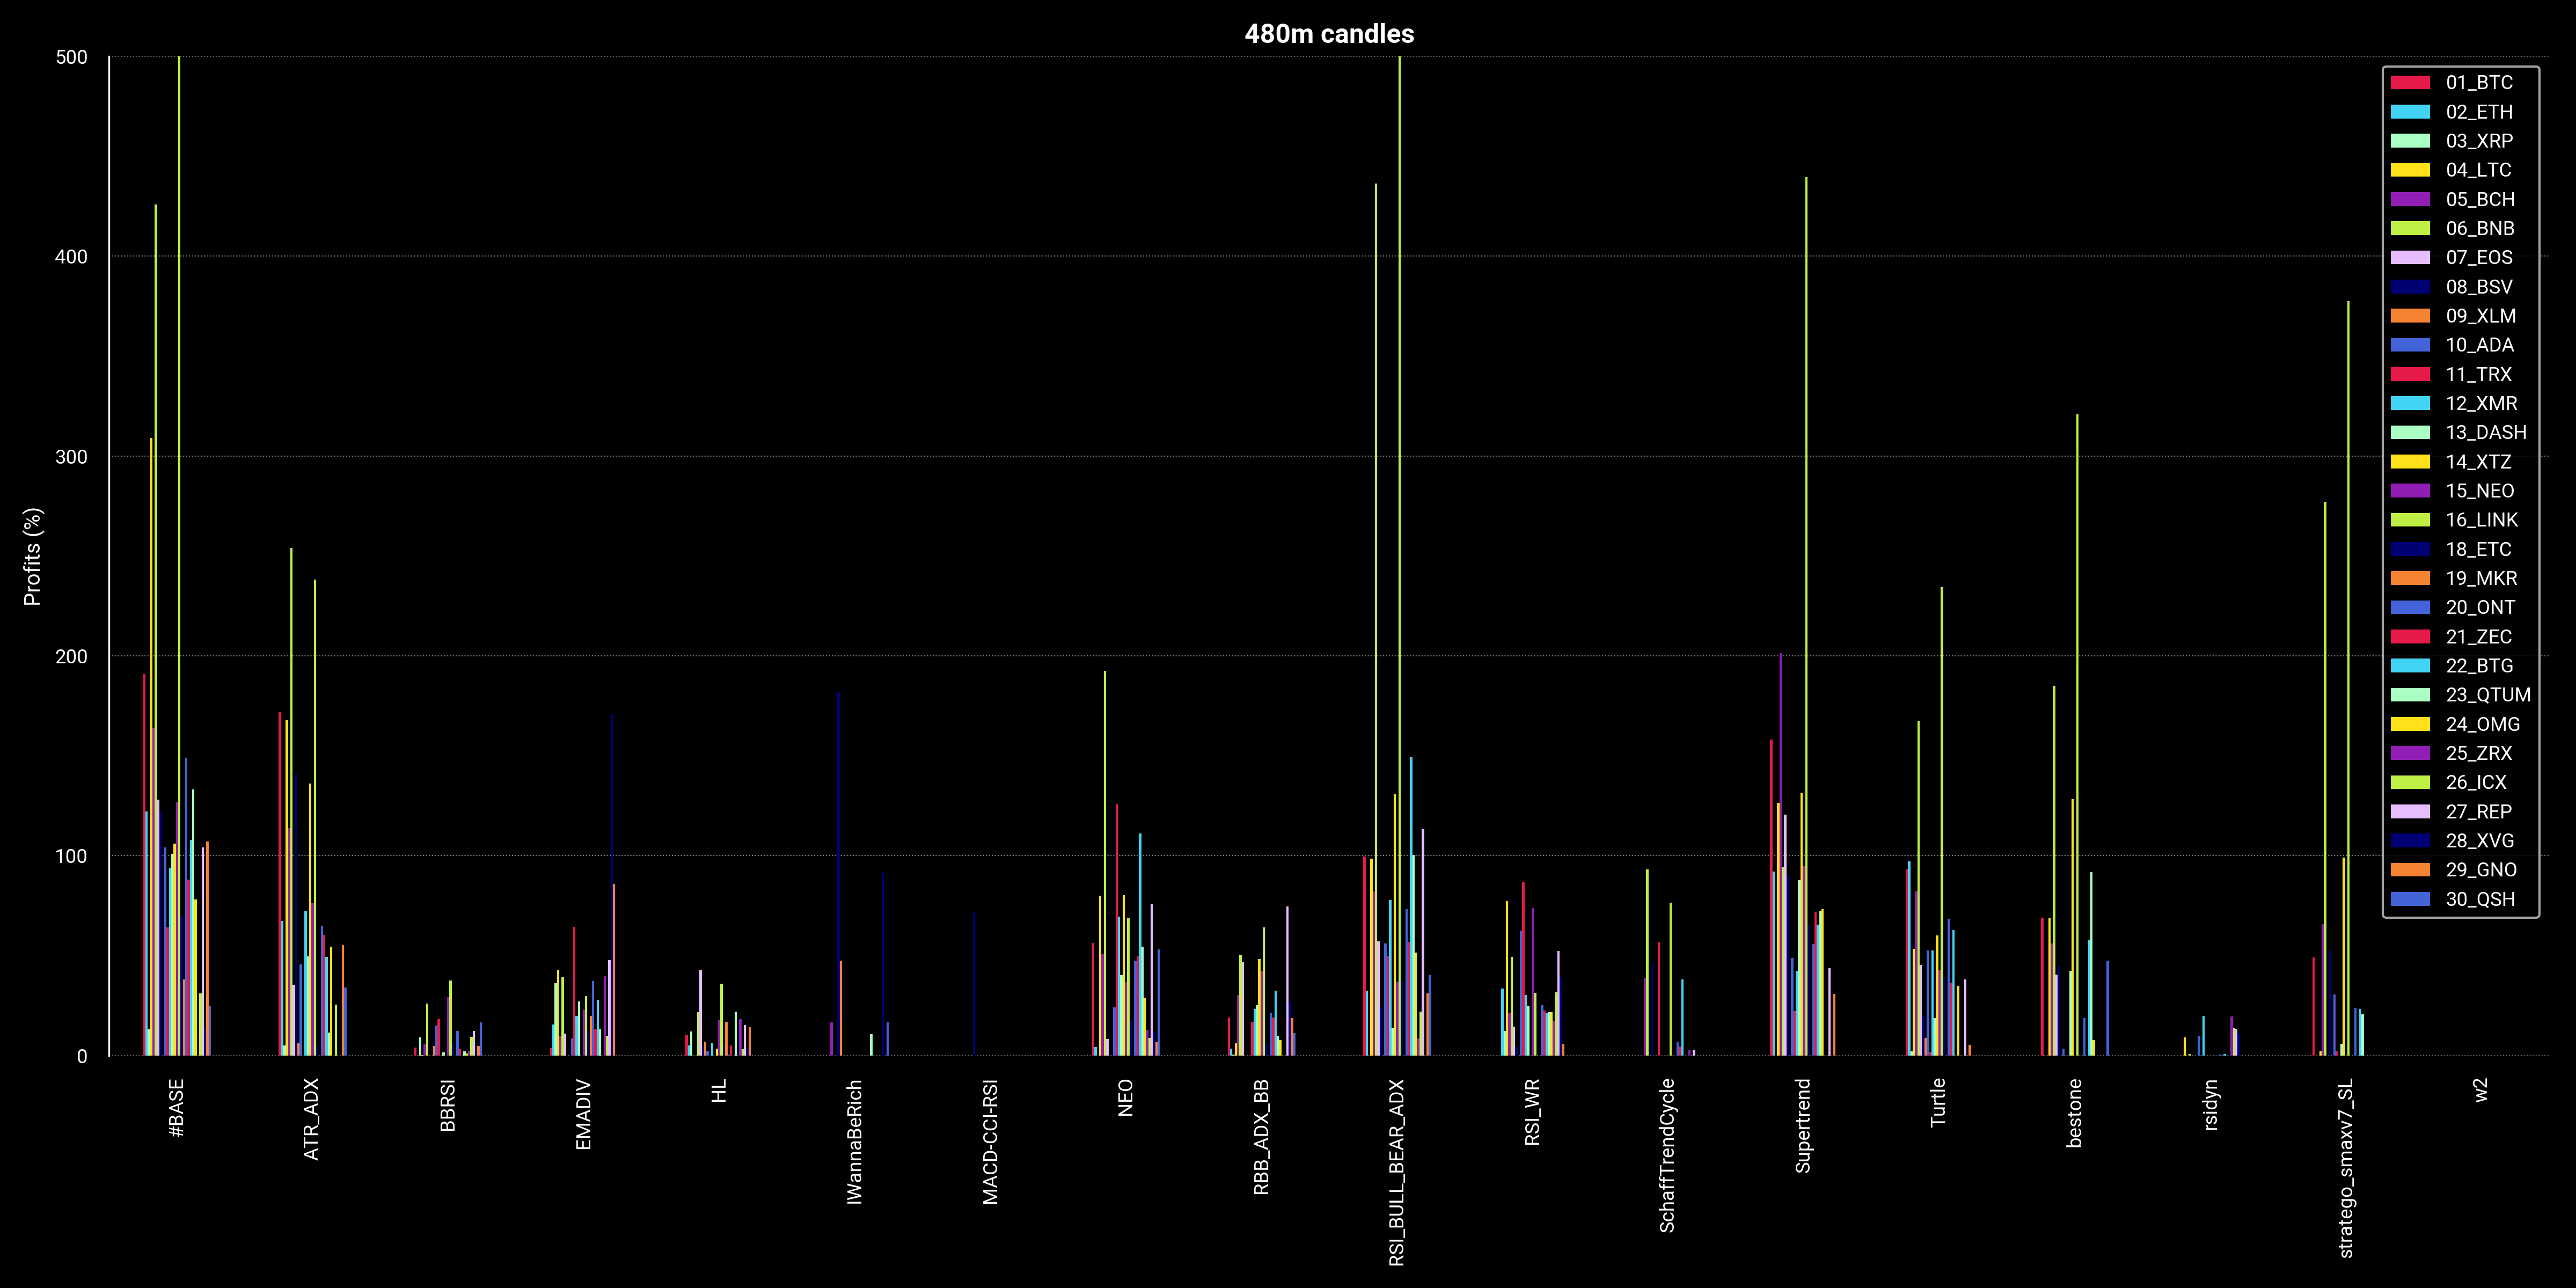 480m candles
500
400
300
200
100
0
Profits (%)
01_BTC
02_ETH
03_XRP
04_LTC
05_BCH
06_BNB
07_EOS
08_BSV
09_XLM
10_ADA
11_TRX
12_XMR
13_DASH
14_XTZ
15_NEO
16_LINK
18_ETC
19_MKR
20_ONT
21_ZEC
22_BTG
23_QTUM
24_OMG
25_ZRX
26_ICX
27_REP
28_XVG
29_GNO
30_QSH
#BASE
ATR_ADX
BBRSI
EMADIV
HL
IWannaBeRich
MACD-CCI-RSI
NEO
RBB_ADX_BB
RSI_BULL_BEAR_ADX
RSI_WR
SchaffTrendCycle
Supertrend
Turtle
bestone
rsidyn
stratego_smaxv7_SL
w2